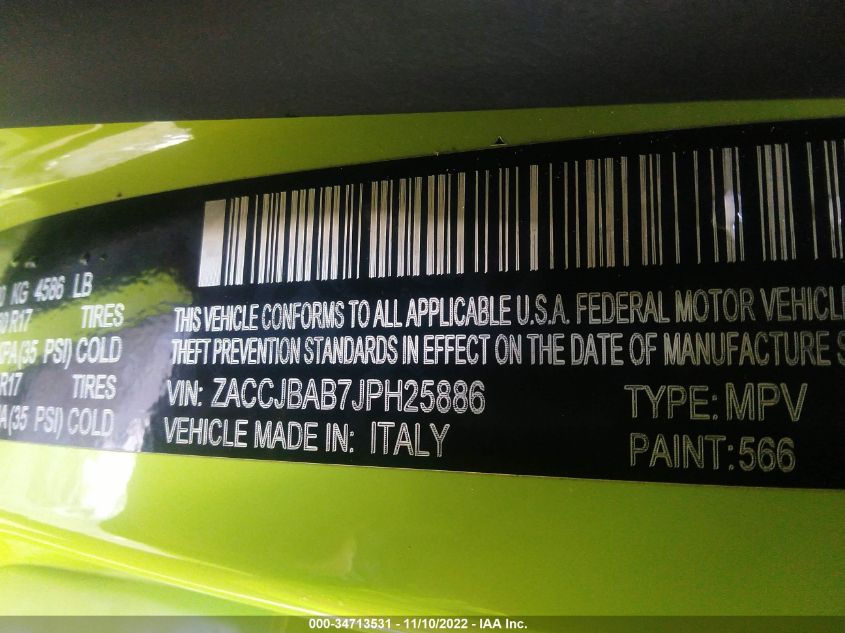 KG 4586 LB
R17 TIRES
(35 PSI) COLD
R17 TIRES
(35 PSI) COLD
THIS VEHICLE CONFORMS TO ALL APPLICABLE U.S.A. FEDERAL MOTOR VEHICLE
THEFT PREVENTION STANDARDS IN EFFECT ON THE DATE OF MANUFACTURE
VIN: ZACCJBAB7JPH25886 TYPE: MPV
VEHICLE MADE IN: ITALY PAINT: 566
000-34713531 - 11/10/2022 - IAA Inc.